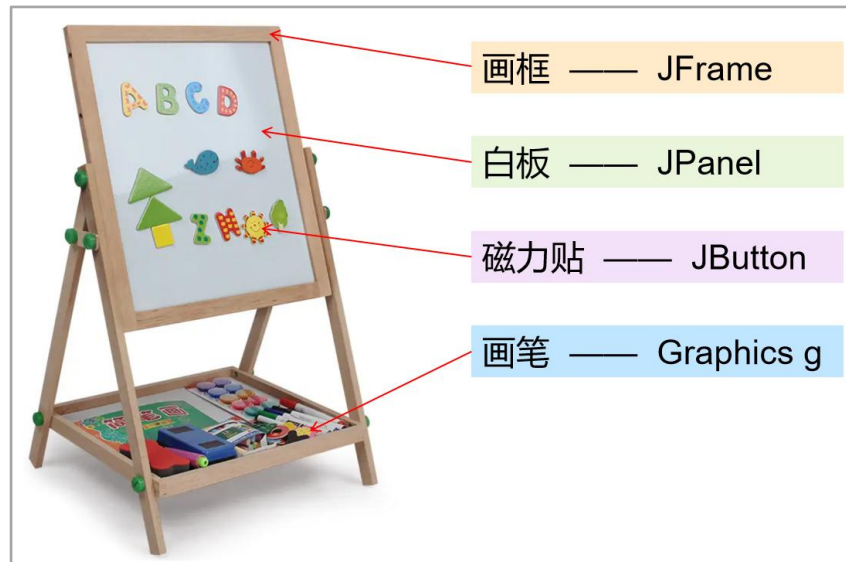 A B C D
Z M
画框 —— JFrame
白板 —— JPanel
磁力贴 —— JButton
画笔 —— Graphics g